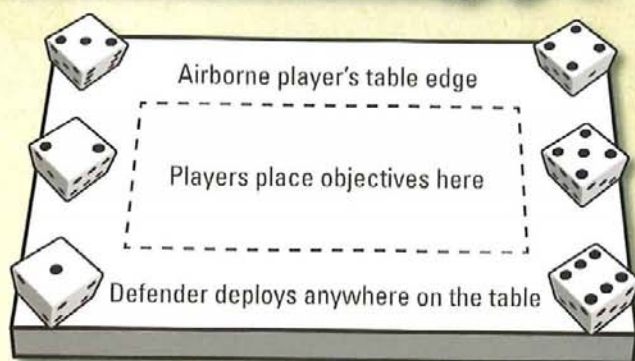 Airborne player's table edge
Players place objectives here
Defender deploys anywhere on the table